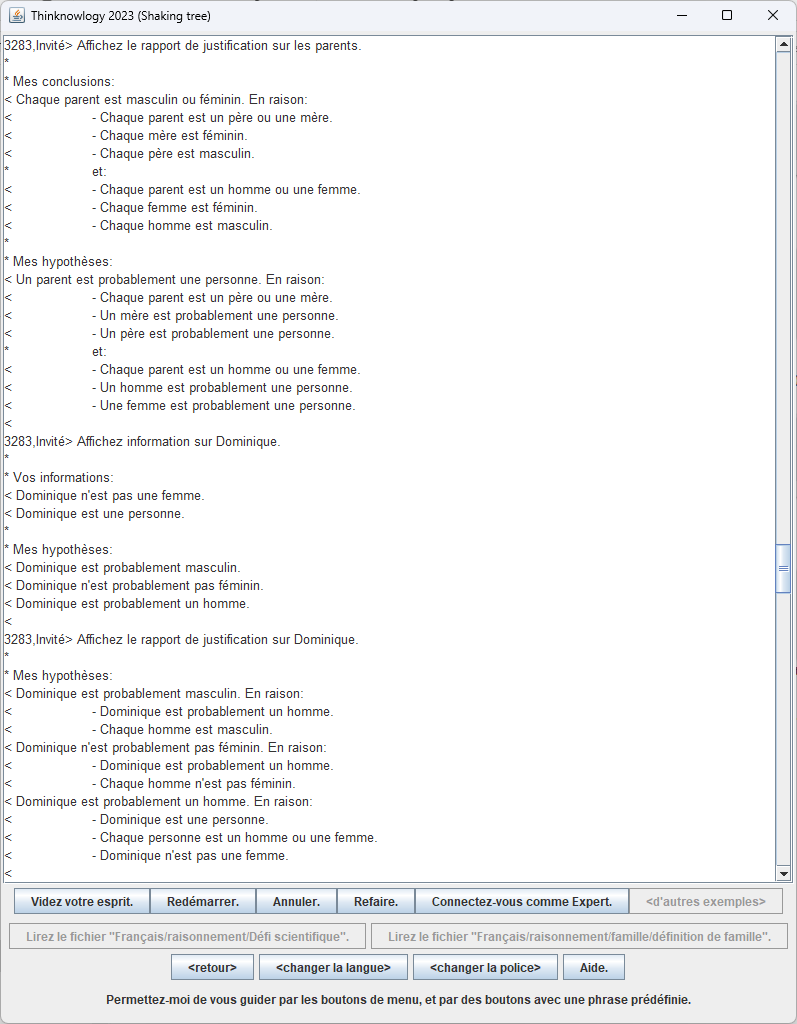 Thinknowlogy 2023 (Shaking tree)
3283,Invité> Affichez le rapport de justification sur les parents.
*
* Mes conclusions:
< Chaque parent est masculin ou féminin. En raison:
< - Chaque parent est un père ou une mère.
< - Chaque mère est féminin.
< - Chaque père est masculin.
* et:
< - Chaque parent est un homme ou une femme.
< - Chaque femme est féminin.
< - Chaque homme est masculin.
*
* Mes hypothèses:
< Un parent est probablement une personne. En raison:
< - Chaque parent est un père ou une mère.
< - Un mère est probablement une personne.
< - Un père est probablement une personne.
* et:
< - Chaque parent est un homme ou une femme.
< - Un homme est probablement une personne.
< - Une femme est probablement une personne.
<
3283,Invité> Affichez information sur Dominique.
*
* Vos informations:
< Dominique n'est pas une femme.
< Dominique est une personne.
*
* Mes hypothèses:
< Dominique est probablement masculin.
< Dominique n'est probablement pas féminin.
< Dominique est probablement un homme.
<
3283,Invité> Affichez le rapport de justification sur Dominique.
*
* Mes hypothèses:
< Dominique est probablement masculin. En raison:
< - Dominique est probablement un homme.
< - Chaque homme est masculin.
< Dominique n'est probablement pas féminin. En raison:
< - Dominique est probablement un homme.
< - Chaque homme n'est pas féminin.
< Dominique est probablement un homme. En raison:
< - Dominique est une personne.
< - Chaque personne est un homme ou une femme.
< - Dominique n'est pas une femme.
<
Videz votre esprit. Redémarrer. Annuler. Refaire. Connectez-vous comme Expert. <d'autres exemples>
Lirez le fichier "Français/raisonnement/Défi scientifique". Lirez le fichier "Français/raisonnement/famille/définition de famille".
<retour> <changer la langue> <changer la police> Aide.
Permettez-moi de vous guider par les boutons de menu, et par des boutons avec une phrase prédéfinie.